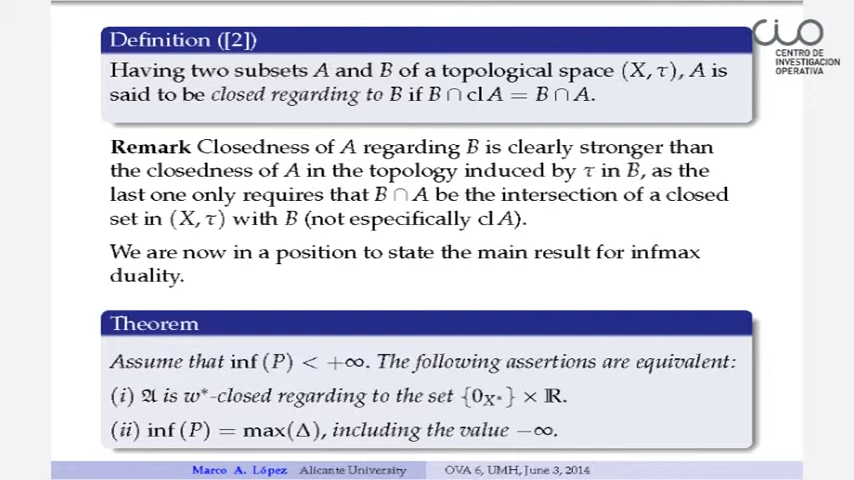 Definition ([2])
CIO
CENTRO DE
INVESTIGACION
OPERATIVA
Having two subsets A and B of a topological space (X, τ), A is
said to be closed regarding to B if B ∩ cl A = B ∩ A.
Remark Closedness of A regarding B is clearly stronger than
the closedness of A in the topology induced by τ in B, as the
last one only requires that B ∩ A be the intersection of a closed
set in (X, τ) with B (not especifically cl A).
We are now in a position to state the main result for infmax
duality.
Theorem
Assume that inf (P) < +∞. The following assertions are equivalent:
(i) 𝔄 is w*-closed regarding to the set {0_{X*}} × ℝ.
(ii) inf (P) = max(Δ), including the value −∞.
Marco A. López Alicante University OVA 6, UMH, June 3, 2014